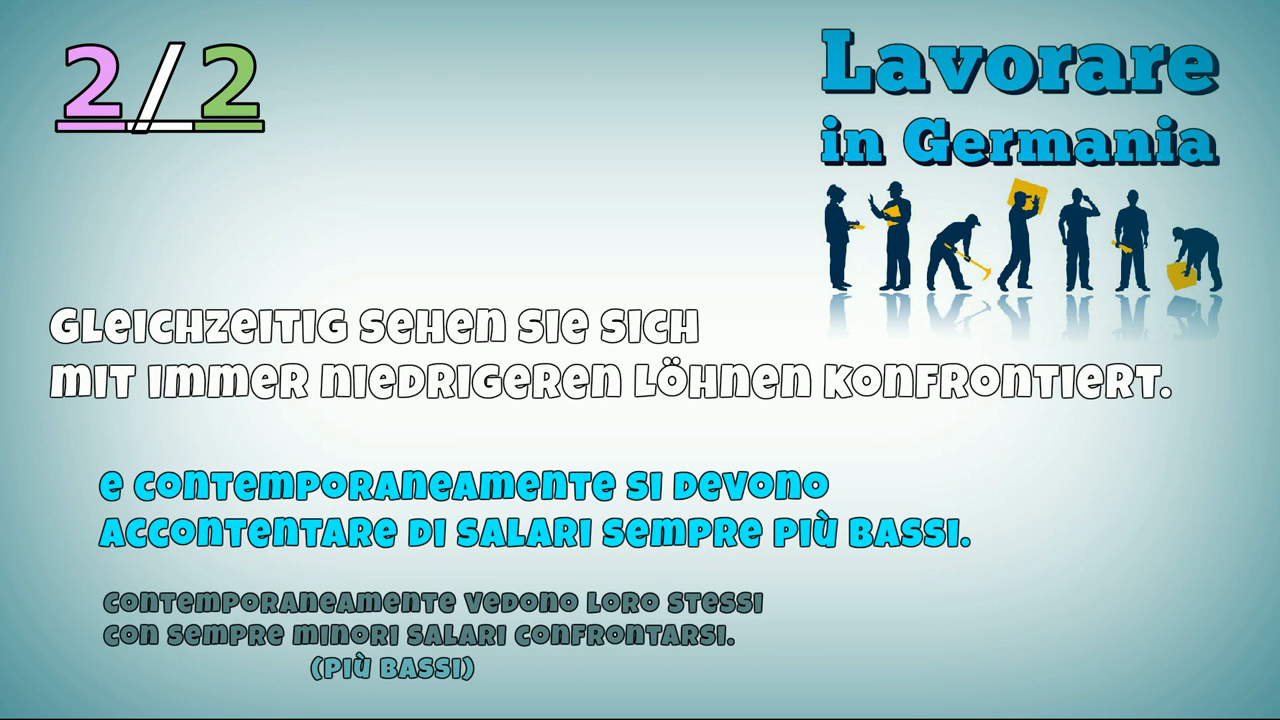 2/2
Lavorare
in Germania
Gleichzeitig sehen sie sich
mit immer niedrigeren Löhnen konfrontiert.
e contemporaneamente si devono
accontentare di salari sempre più bassi.
contemporaneamente vedono loro stessi
con sempre minori salari confrontarsi.
(più bassi)